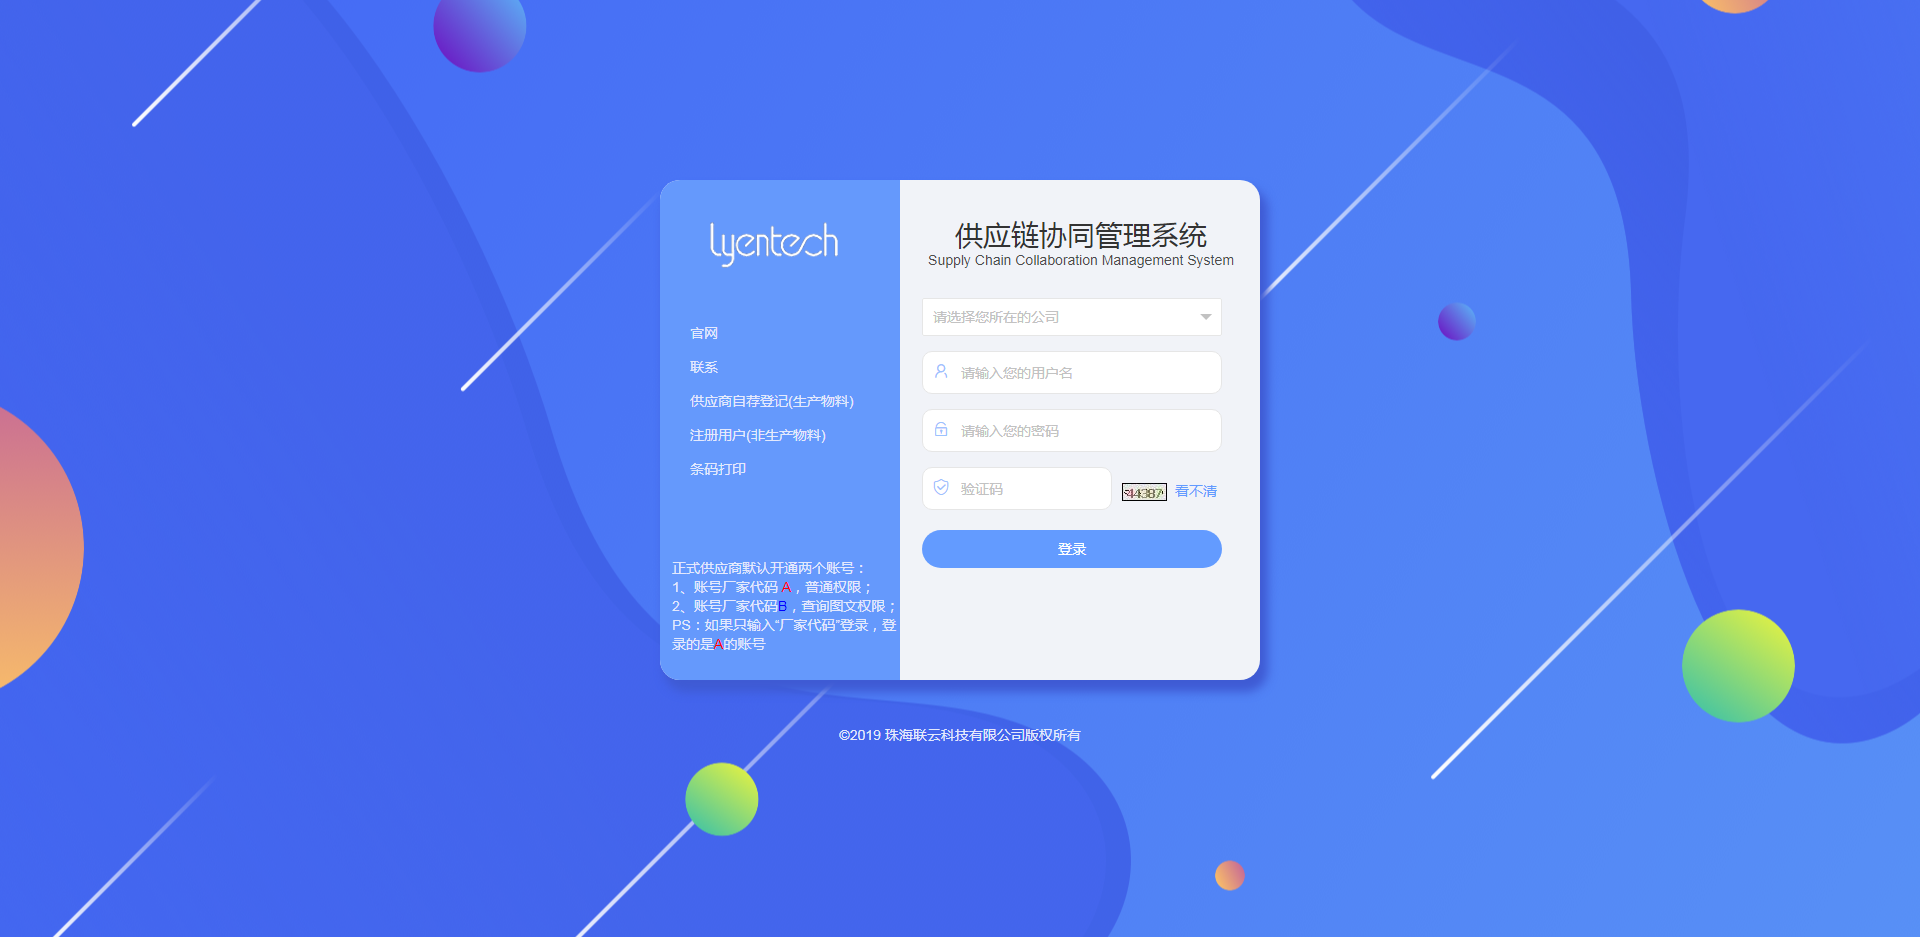 lyentech
官网
联系
供应商自荐登记(生产物料)
注册用户(非生产物料)
条码打印
正式供应商默认开通两个账号：
1、账号厂家代码 A，普通权限；
2、账号厂家代码B，查询图文权限；
PS：如果只输入“厂家代码”登录，登
录的是A的账号
供应链协同管理系统
Supply Chain Collaboration Management System
请选择您所在的公司
请输入您的用户名
请输入您的密码
验证码
44387
看不清
登录
©2019 珠海联云科技有限公司版权所有